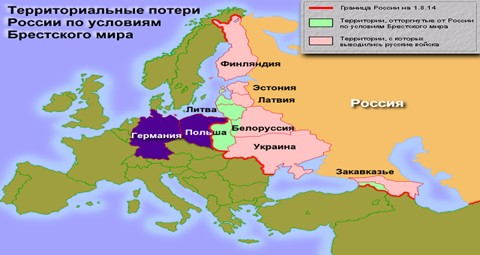 Территориальные потери
России по условиям
Брестского мира
Граница России на 1.8.14
Территории, отторгнутые от России
по условиям Брестского мира
Территории, с которых
выводились русские войска
Финляндия
Эстония
Латвия
Литва
Россия
Германия
Польша
Белоруссия
Украина
Закавказье